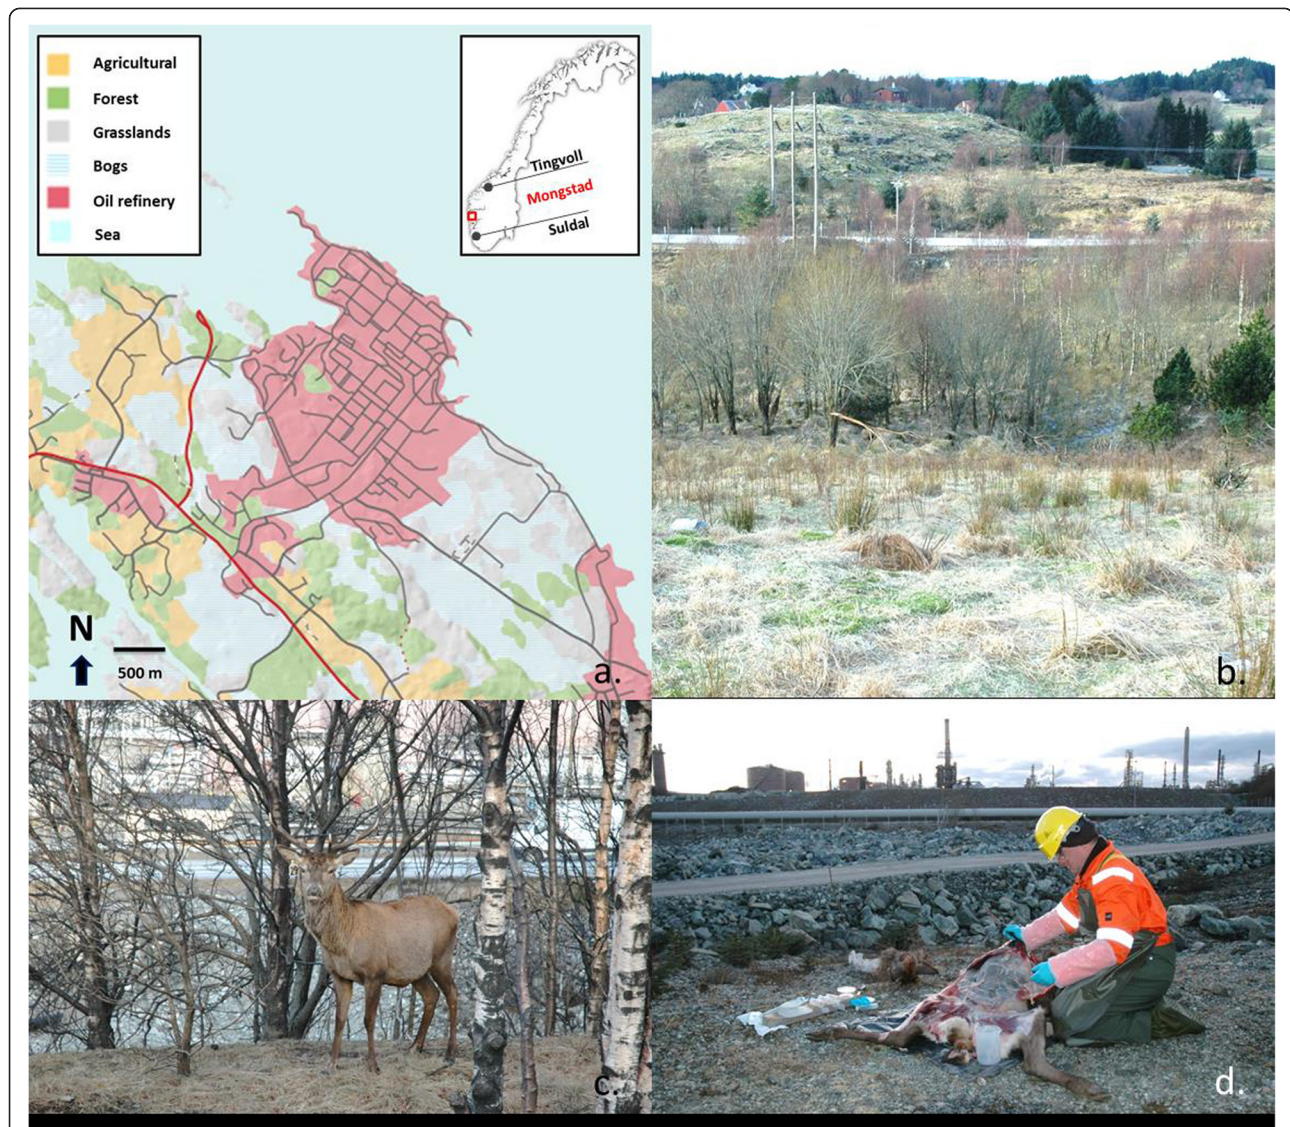 Agricultural
Forest
Grasslands
Bogs
Oil refinery
Sea
Tingvoll
Mongstad
Suldal
N
500 m
a.
b.
c.
d.